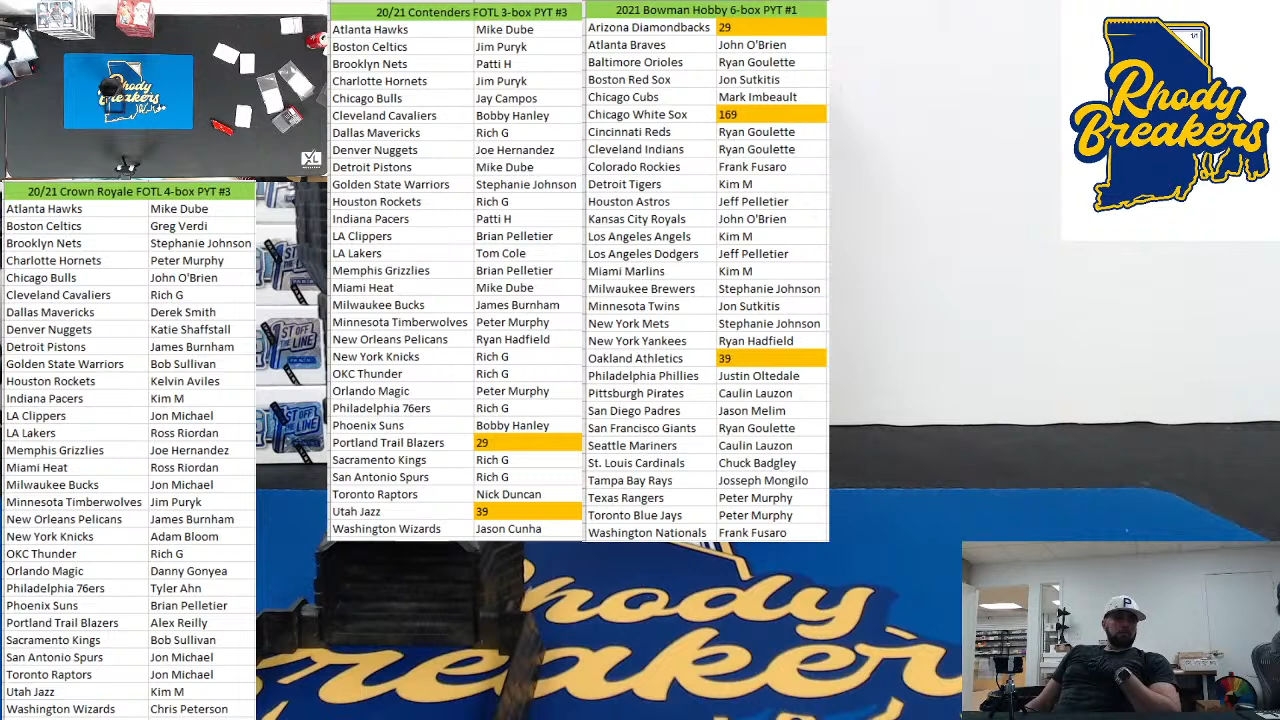 20/21 Contenders FOTL 3-box PYT #3
Atlanta Hawks Mike Dube
Boston Celtics Jim Puryk
Brooklyn Nets Patti H
Charlotte Hornets Jim Puryk
Chicago Bulls Jay Campos
Cleveland Cavaliers Bobby Hanley
Dallas Mavericks Rich G
Denver Nuggets Joe Hernandez
Detroit Pistons Mike Dube
Golden State Warriors Stephanie Johnson
Houston Rockets Rich G
Indiana Pacers Patti H
LA Clippers Brian Pelletier
LA Lakers Tom Cole
Memphis Grizzlies Brian Pelletier
Miami Heat Mike Dube
Milwaukee Bucks James Burnham
Minnesota Timberwolves Peter Murphy
New Orleans Pelicans Ryan Hadfield
New York Knicks Rich G
OKC Thunder Rich G
Orlando Magic Peter Murphy
Philadelphia 76ers Rich G
Phoenix Suns Bobby Hanley
Portland Trail Blazers 29
Sacramento Kings Rich G
San Antonio Spurs Rich G
Toronto Raptors Nick Duncan
Utah Jazz 39
Washington Wizards Jason Cunha
2021 Bowman Hobby 6-box PYT #1
Arizona Diamondbacks 29
Atlanta Braves John O'Brien
Baltimore Orioles Ryan Goulette
Boston Red Sox Jon Sutkitis
Chicago Cubs Mark Imbeault
Chicago White Sox 169
Cincinnati Reds Ryan Goulette
Cleveland Indians Ryan Goulette
Colorado Rockies Frank Fusaro
Detroit Tigers Kim M
Houston Astros Jeff Pelletier
Kansas City Royals John O'Brien
Los Angeles Angels Kim M
Los Angeles Dodgers Jeff Pelletier
Miami Marlins Kim M
Milwaukee Brewers Stephanie Johnson
Minnesota Twins Jon Sutkitis
New York Mets Stephanie Johnson
New York Yankees Ryan Hadfield
Oakland Athletics 39
Philadelphia Phillies Justin Oltedale
Pittsburgh Pirates Caulin Lauzon
San Diego Padres Jason Melim
San Francisco Giants Ryan Goulette
Seattle Mariners Caulin Lauzon
St. Louis Cardinals Chuck Badgley
Tampa Bay Rays Josseph Mongilo
Texas Rangers Peter Murphy
Toronto Blue Jays Peter Murphy
Washington Nationals Frank Fusaro
20/21 Crown Royale FOTL 4-box PYT #3
Atlanta Hawks Mike Dube
Boston Celtics Greg Verdi
Brooklyn Nets Stephanie Johnson
Charlotte Hornets Peter Murphy
Chicago Bulls John O'Brien
Cleveland Cavaliers Rich G
Dallas Mavericks Derek Smith
Denver Nuggets Katie Shaffstall
Detroit Pistons James Burnham
Golden State Warriors Bob Sullivan
Houston Rockets Kelvin Aviles
Indiana Pacers Kim M
LA Clippers Jon Michael
LA Lakers Ross Riordan
Memphis Grizzlies Joe Hernandez
Miami Heat Ross Riordan
Milwaukee Bucks Jon Michael
Minnesota Timberwolves Jim Puryk
New Orleans Pelicans James Burnham
New York Knicks Adam Bloom
OKC Thunder Rich G
Orlando Magic Danny Gonyea
Philadelphia 76ers Tyler Ahn
Phoenix Suns Brian Pelletier
Portland Trail Blazers Alex Reilly
Sacramento Kings Bob Sullivan
San Antonio Spurs Jon Michael
Toronto Raptors Jon Michael
Utah Jazz Kim M
Washington Wizards Chris Peterson
Rhody
Breakers
1/1
Rhody
Breakers
XL
1ST OFF
THE LINE
Rhody
Breaker
P